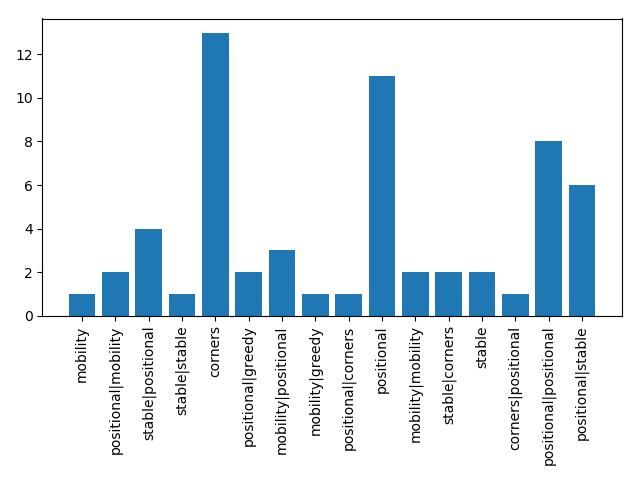 12
10
8
6
4
2
0
mobility
positional|mobility
stable|positional
stable|stable
corners
positional|greedy
mobility|positional
mobility|greedy
positional|corners
positional
mobility|mobility
stable|corners
stable
corners|positional
positional|positional
positional|stable